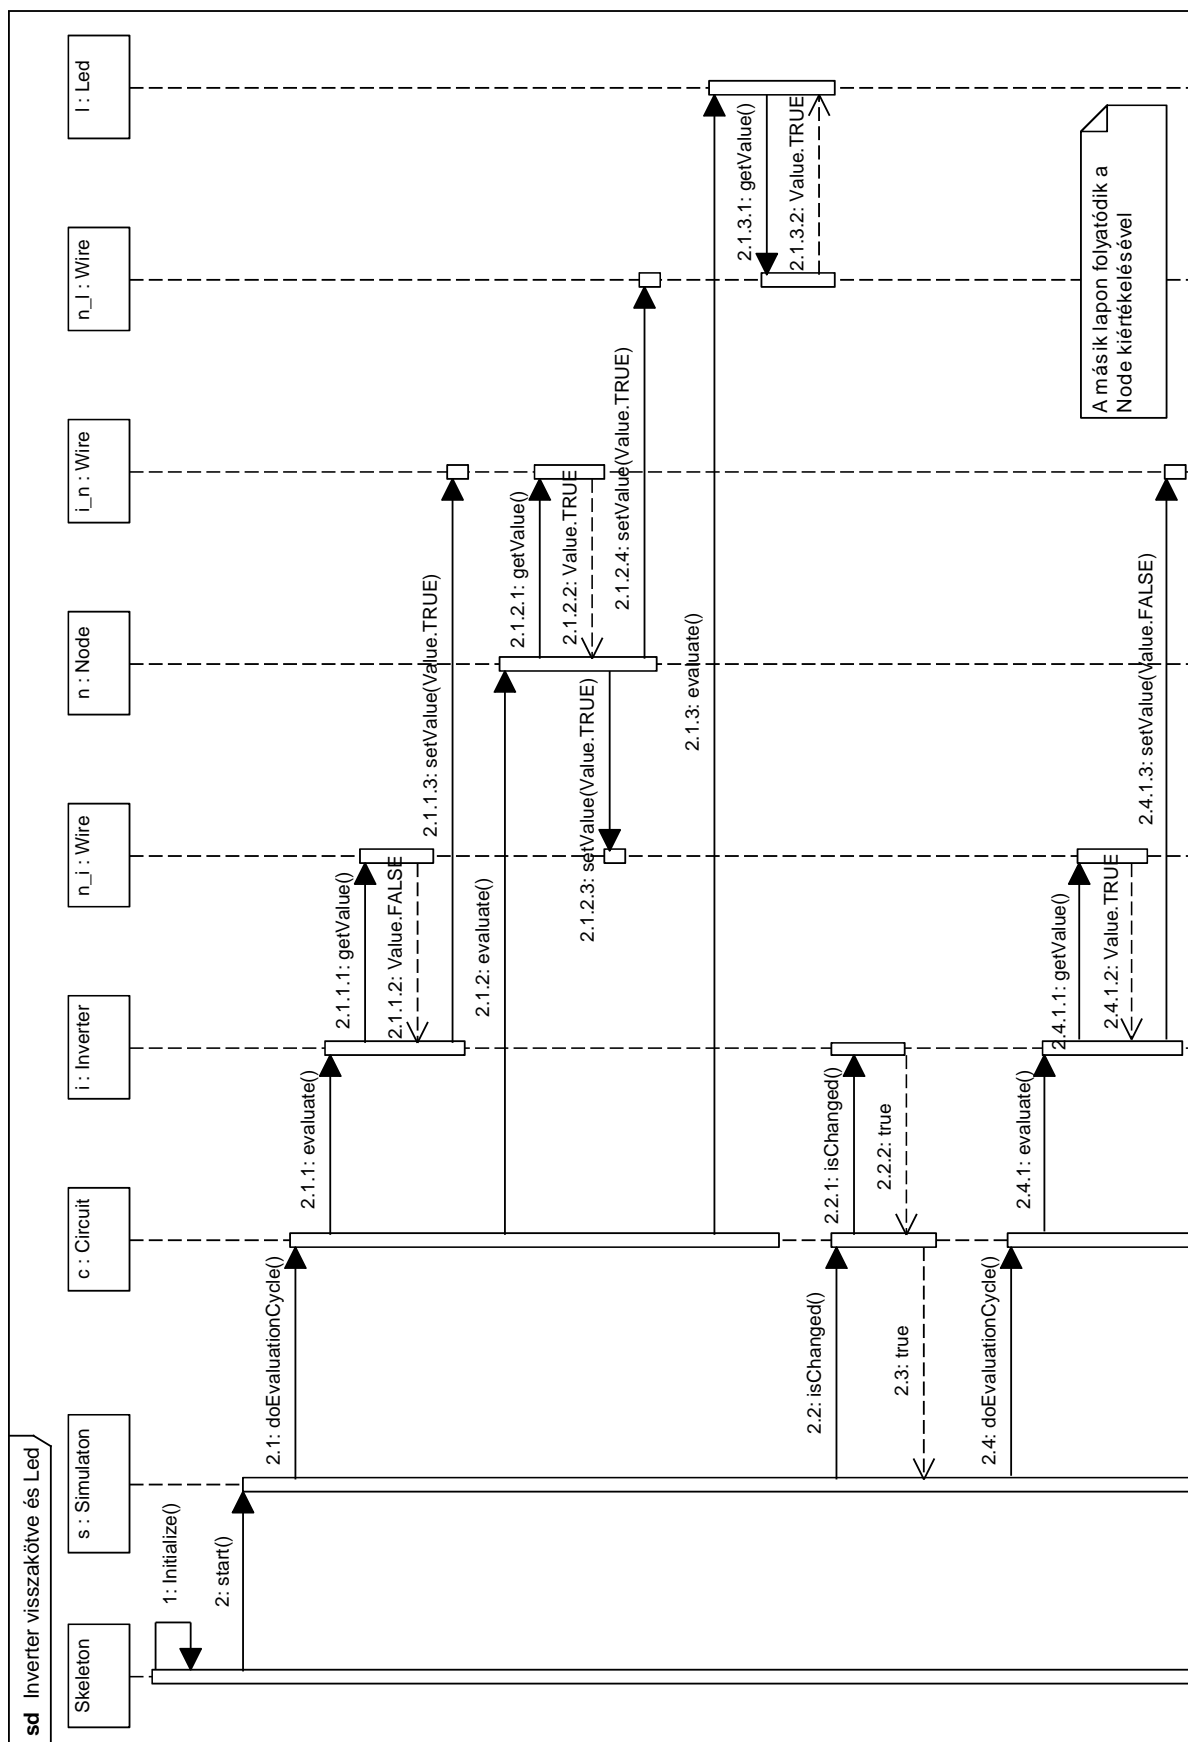 sd Inverter visszakötve és Led
Skeleton
s : Simulaton
c : Circuit
i : Inverter
n_i : Wire
n : Node
i_n : Wire
n_l : Wire
l : Led
1: Initialize()
2: start()
2.1: doEvaluationCycle()
2.1.1: evaluate()
2.1.1.1: getValue()
2.1.1.2: Value.FALSE
2.1.1.3: setValue(Value.TRUE)
2.1.2: evaluate()
2.1.2.1: getValue()
2.1.2.2: Value.TRUE
2.1.2.3: setValue(Value.TRUE)
2.1.2.4: setValue(Value.TRUE)
2.1.3: evaluate()
2.1.3.1: getValue()
2.1.3.2: Value.TRUE
2.2: isChanged()
2.2.1: isChanged()
2.2.2: true
2.3: true
2.4: doEvaluationCycle()
2.4.1: evaluate()
2.4.1.1: getValue()
2.4.1.2: Value.TRUE
2.4.1.3: setValue(Value.FALSE)
A másik lapon folyatódik a
Node kiértékelésével